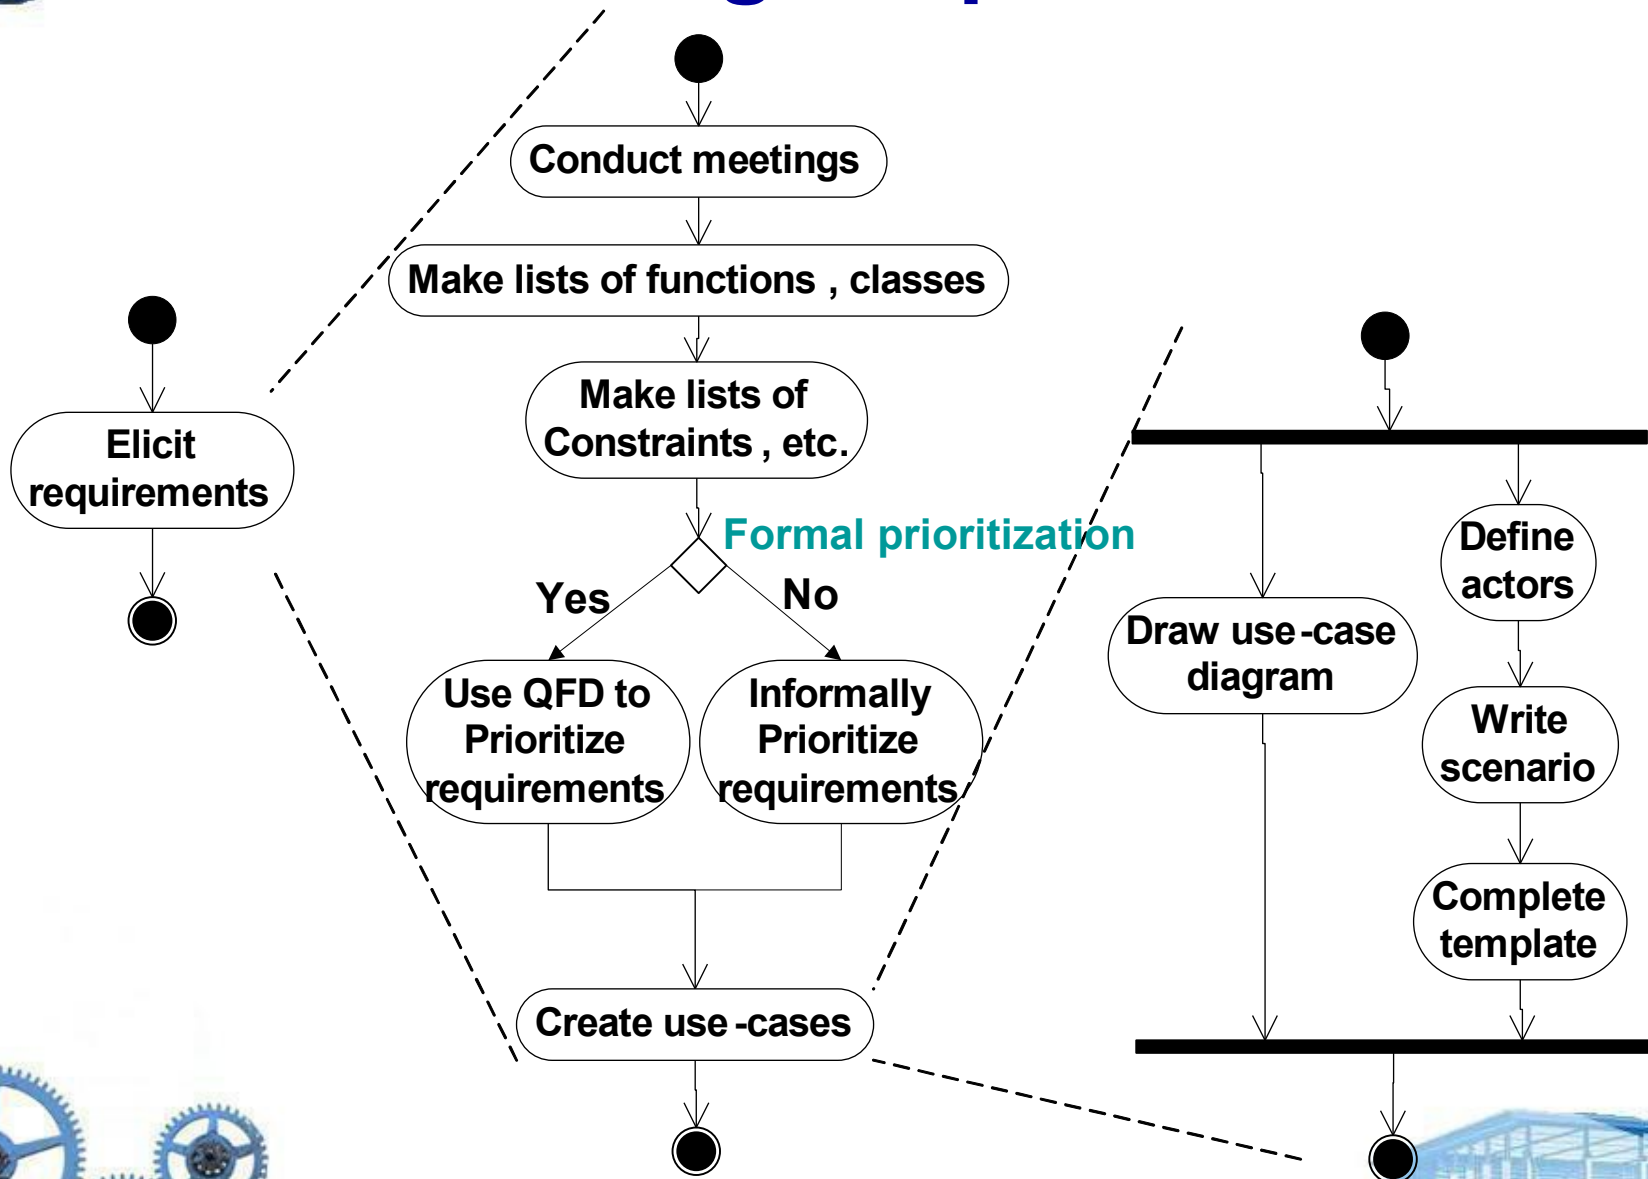 Conduct meetings
Make lists of functions , classes
Make lists of
Constraints , etc.
Elicit
requirements
Formal prioritization
Yes
No
Use QFD to
Prioritize
requirements
Informally
Prioritize
requirements
Create use-cases
Draw use-case
diagram
Define
actors
Write
scenario
Complete
template